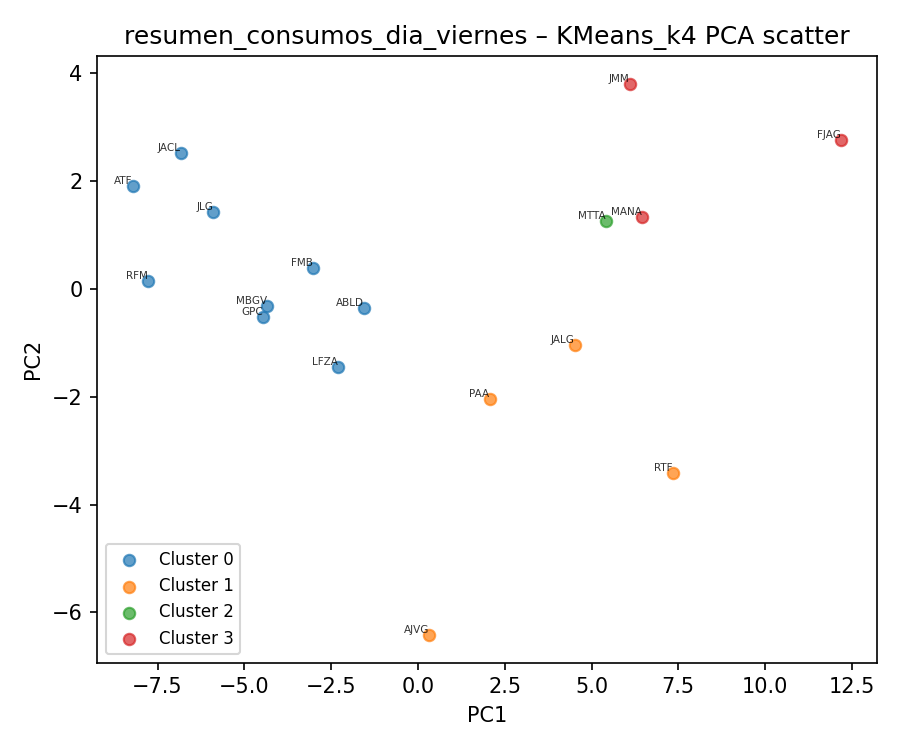 resumen_consumos_dia_viernes – KMeans_k4 PCA scatter
4
2
0
−2
−4
−6
PC2
JMM
FJAG
JACL
ATF
JLG
MTTA
MANA
RFM
FMB
MBGV
GPC
ABLD
LFZA
JALG
PAA
RTF
AJVG
Cluster 0
Cluster 1
Cluster 2
Cluster 3
−7.5
−5.0
−2.5
0.0
2.5
5.0
7.5
10.0
12.5
PC1